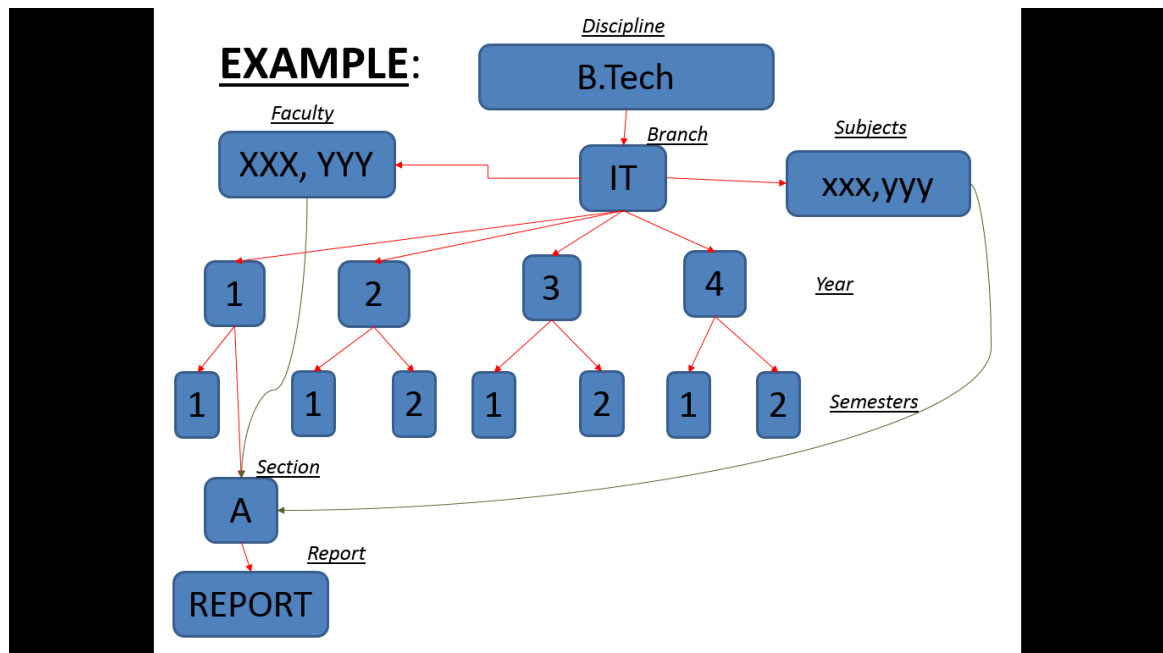 Discipline
EXAMPLE:
B.Tech
Faculty
Branch
Subjects
XXX, YYY
IT
xxx,yyy
1
2
3
4
Year
1
1
2
1
2
1
2
Semesters
Section
A
Report
REPORT